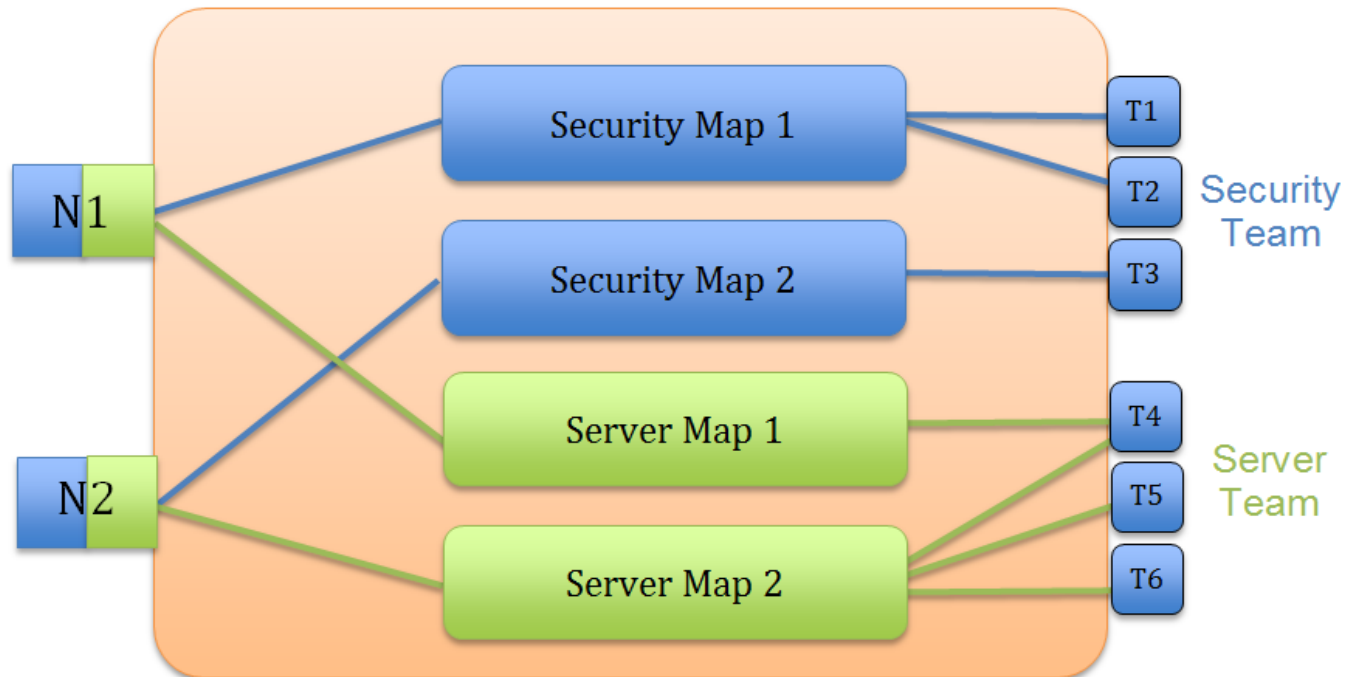 N1
N2
Security Map 1
Security Map 2
Server Map 1
Server Map 2
T1
T2
T3
Security
Team
T4
T5
T6
Server
Team